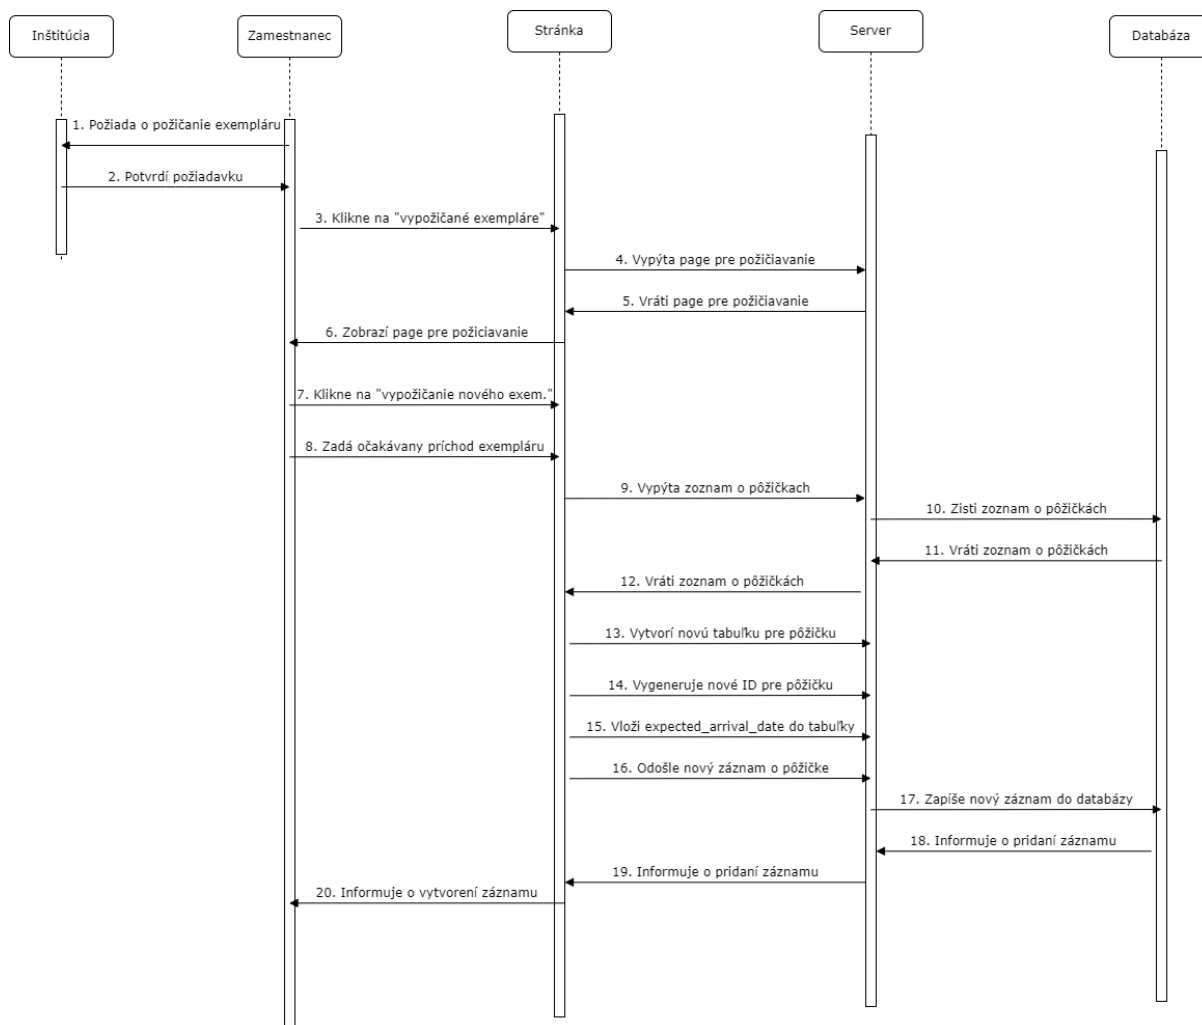 Inštitúcia
Zamestnanec
Stránka
Server
Databáza
1. Požiada o požičanie exempláru
2. Potvrdí požiadavku
3. Klikne na "vypožičané exempláre"
4. Vypýta page pre požičiavanie
5. Vráti page pre požičiavanie
6. Zobrazí page pre požiciavanie
7. Klikne na "vypožičanie nového exem."
8. Zadá očakávany príchod exempláru
9. Vypýta zoznam o pôžičkach
10. Zisti zoznam o pôžičkách
11. Vráti zoznam o pôžičkách
12. Vráti zoznam o pôžičkách
13. Vytvorí novú tabuľku pre pôžičku
14. Vygeneruje nové ID pre pôžičku
15. Vloži expected_arrival_date do tabuľky
16. Odošle nový záznam o pôžičke
17. Zapíše nový záznam do databázy
18. Informuje o pridaní záznamu
19. Informuje o pridaní záznamu
20. Informuje o vytvorení záznamu